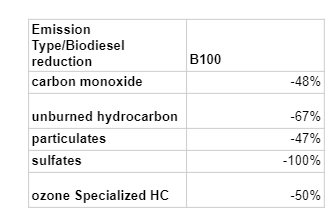 Emission
Type/Biodiesel
reduction B100
carbon monoxide -48%
unburned hydrocarbon -67%
particulates -47%
sulfates -100%
ozone Specialized HC -50%